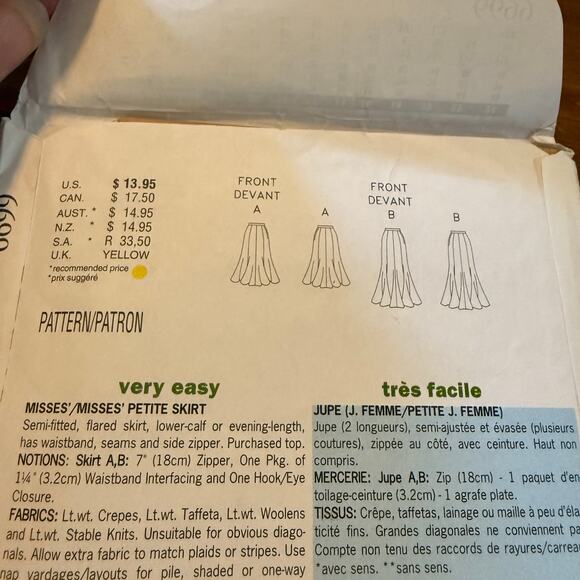 6699
U.S. $ 13.95
CAN. $ 17.50
AUST. * $ 14.95
N.Z. * $ 14.95
S.A. * R 33,50
U.K. YELLOW
*recommended price
*prix suggéré
FRONT
DEVANT
A
A
FRONT
DEVANT
B
B
PATTERN/PATRON
very easy
MISSES'/MISSES' PETITE SKIRT
Semi-fitted, flared skirt, lower-calf or evening-length,
has waistband, seams and side zipper. Purchased top.
NOTIONS: Skirt A,B: 7" (18cm) Zipper, One Pkg. of
1¼" (3.2cm) Waistband Interfacing and One Hook/Eye
Closure.
FABRICS: Lt.wt. Crepes, Lt.wt. Taffeta, Lt.wt. Woolens
and Lt.wt. Stable Knits. Unsuitable for obvious diago-
nals. Allow extra fabric to match plaids or stripes. Use
nap yardages/layouts for pile, shaded or one-way
très facile
JUPE (J. FEMME/PETITE J. FEMME)
Jupe (2 longueurs), semi-ajustée et évasée (plusieurs
coutures), zippée au côté, avec ceinture. Haut non
compris.
MERCERIE: Jupe A,B: Zip (18cm) - 1 paquet d'en
toilage-ceinture (3.2cm) - 1 agrafe plate.
TISSUS: Crêpe, taffetas, lainage ou maille d'éla
ticité fins. Grandes diagonales ne conviennent pa
Compte non tenu des raccords de rayures/carrea
*avec sens. **sans sens.